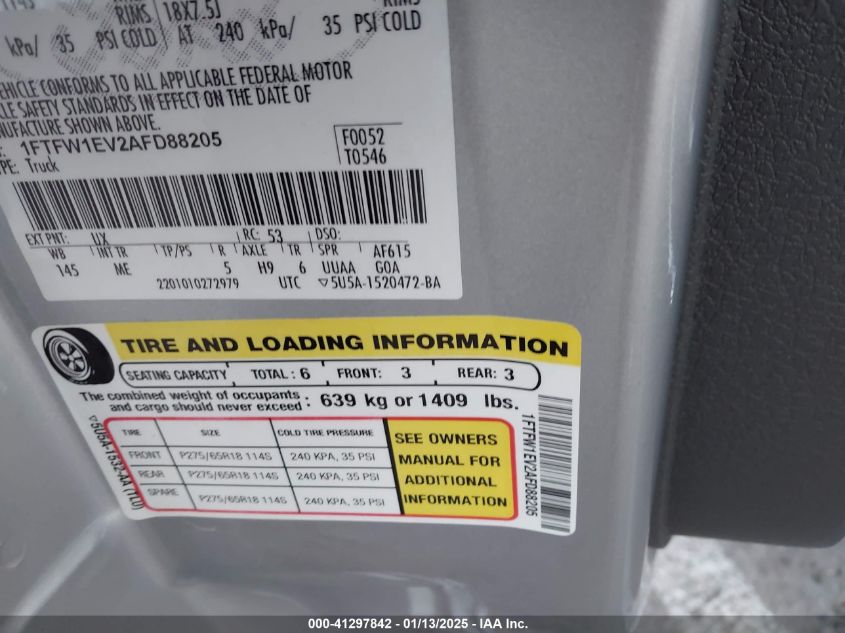 RIMS 18X7.5J RIMS
kPa/ 35 PSI COLD AT 240 kPa/ 35 PSI COLD
VEHICLE CONFORMS TO ALL APPLICABLE FEDERAL MOTOR
SAFETY STANDARDS IN EFFECT ON THE DATE OF
MANUFACTURE SHOWN ABOVE.
1FTFW1EV2AFD88205
F0052
T0546
TYPE: Truck
EXT PNT: UX RC: 53 DSO:
WB INT TR TP/PS R AXLE TR SPR AF615
145 ME 5 H9 6 UUAA GOA
2201010272979 UTC ▽5U5A-1520472-BA
TIRE AND LOADING INFORMATION
SEATING CAPACITY TOTAL: 6 FRONT: 3 REAR: 3
The combined weight of occupants
and cargo should never exceed : 639 kg or 1409 lbs.
TIRE SIZE COLD TIRE PRESSURE
FRONT P275/65R18 114S 240 KPA, 35 PSI
REAR P275/65R18 114S 240 KPA, 35 PSI
SPARE P275/65R18 114S 240 KPA, 35 PSI
SEE OWNERS
MANUAL FOR
ADDITIONAL
INFORMATION
▽5U5A-1532-AA (TLU)
1FTFW1EV2AFD88205
000-41297842 - 01/13/2025 - IAA Inc.